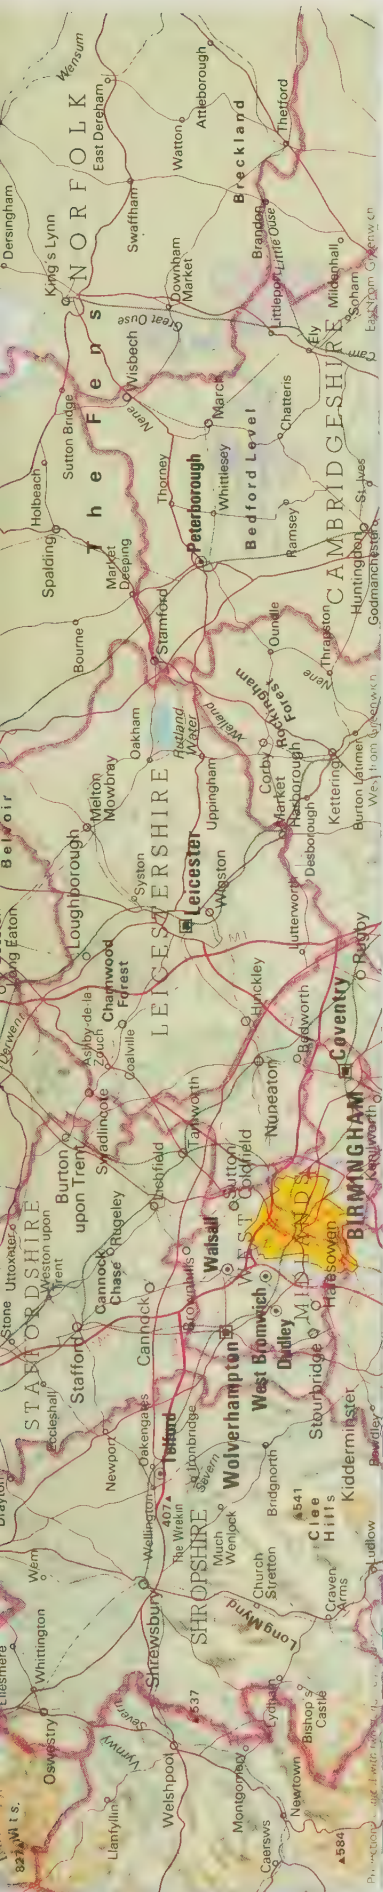 827
Wensum
Dersingham
King's Lynn
NORFOLK
East Dereham
Swaffham
Watton
Attleborough
Breckland
Thetford
Downham
Market
Great Ouse
Brandon
Little Ouse
Littleport
Mildenhall
Soham
Ely
Cam
East from Greenwich
The Fens
Wisbech
Nene
Sutton Bridge
Holbeach
Spalding
March
Chatteris
Bedford Level
Thorney
Whittlesey
Peterborough
Ramsey
CAMBRIDGESHIRE
St. Ives
Huntingdon
Godmanchester
Market
Deeping
Bourne
Stamford
Oundle
Thrapston
Nene
Rockingham
Forest
Welland
Rutland
Water
Oakham
Uppingham
Corby
Market
Harborough
Desborough
Kettering
Burton Latimer
West from Greenwich
Belvoir
Melton
Mowbray
LEICESTERSHIRE
Syston
Leicester
Wigston
Lutterworth
M1
Rugby
Long Eaton
Loughborough
Charnwood
Forest
Ashby-de-la
Zouch
Coalville
Hinckley
Bedworth
Nuneaton
Coventry
Kenilworth
Derwent
Swadlincote
Burton
upon Trent
Tamworth
Lichfield
Sutton
Coldfield
BIRMINGHAM
WEST
MIDLANDS
Halesowen
Stone
Uttoxeter
STAFFORDSHIRE
Weston upon
Trent
Rugeley
Cannock
Chase
Stafford
Cannock
Brownhills
Walsall
West Bromwich
Dudley
Wolverhampton
Stourbridge
Kidderminster
Bewdley
Eccleshall
Drayton
Newport
Oakengates
Telford
Ironbridge
Severn
Bridgnorth
Wellington
407
The Wrekin
Much
Wenlock
541
Clee
Hills
Ludlow
Wem
SHROPSHIRE
Church
Stretton
Craven
Arms
Shrewsbury
Long Mynd
Ellesmere
Whittington
Oswestry
537
Lydham
Bishop's
Castle
Severn
Vyrnwy
Welshpool
Montgomery
Newtown
Llanfyllin
Caersws
584